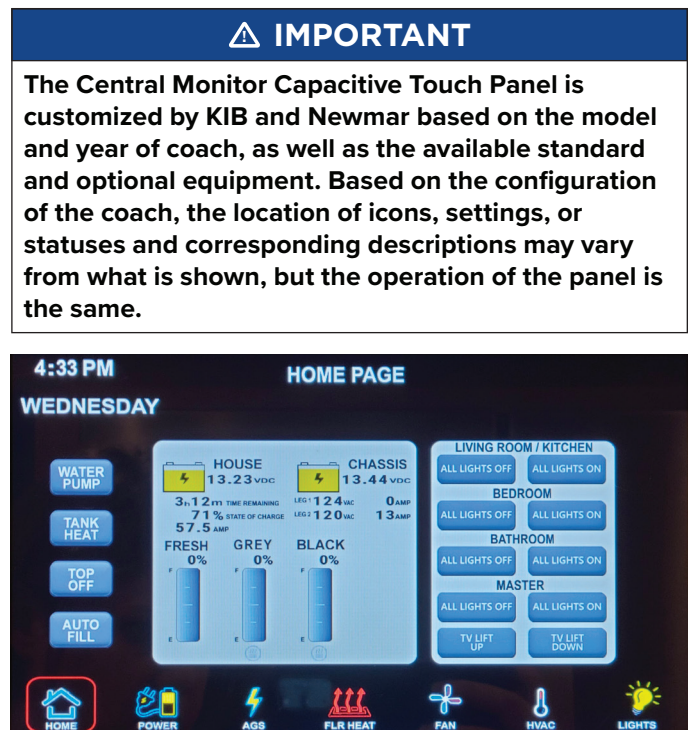 IMPORTANT
The Central Monitor Capacitive Touch Panel is
customized by KIB and Newmar based on the model
and year of coach, as well as the available standard
and optional equipment. Based on the configuration
of the coach, the location of icons, settings, or
statuses and corresponding descriptions may vary
from what is shown, but the operation of the panel is
the same.
4:33 PM
HOME PAGE
WEDNESDAY
WATER
PUMP
TANK
HEAT
TOP
OFF
AUTO
FILL
HOUSE
13.23 VDC
3h12m TIME REMAINING
71% STATE OF CHARGE
57.5 AMP
CHASSIS
13.44 VDC
LEG 1 124 VAC 0 AMP
LEG 2 120 VAC 13 AMP
FRESH GREY BLACK
0% 0% 0%
F F F
E E E
LIVING ROOM / KITCHEN
ALL LIGHTS OFF ALL LIGHTS ON
BEDROOM
ALL LIGHTS OFF ALL LIGHTS ON
BATHROOM
ALL LIGHTS OFF ALL LIGHTS ON
MASTER
ALL LIGHTS OFF ALL LIGHTS ON
TV LIFT
UP
TV LIFT
DOWN
HOME POWER AGS FLR HEAT FAN HVAC LIGHTS